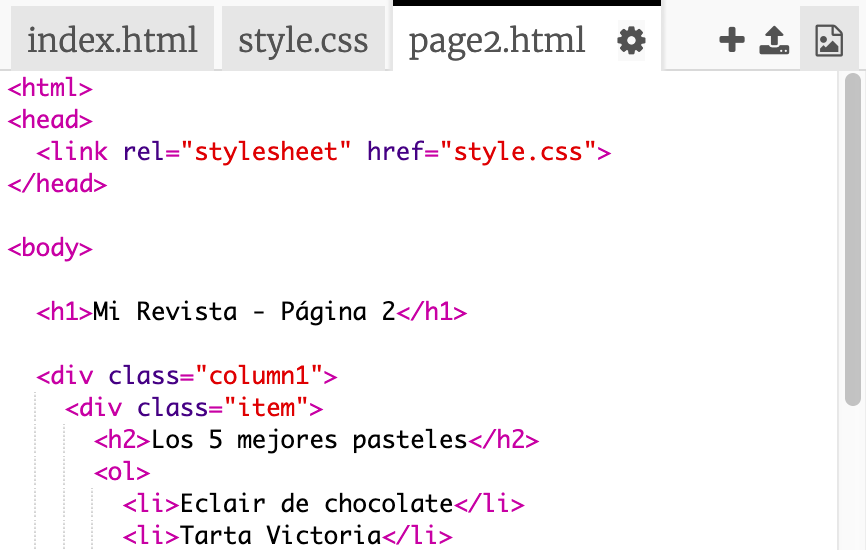 index.html style.css page2.html
<html>
<head>
  <link rel="stylesheet" href="style.css">
</head>
<body>
  <h1>Mi Revista - Página 2</h1>
  <div class="column1">
    <div class="item">
      <h2>Los 5 mejores pasteles</h2>
      <ol>
        <li>Eclair de chocolate</li>
        <li>Tarta Victoria</li>